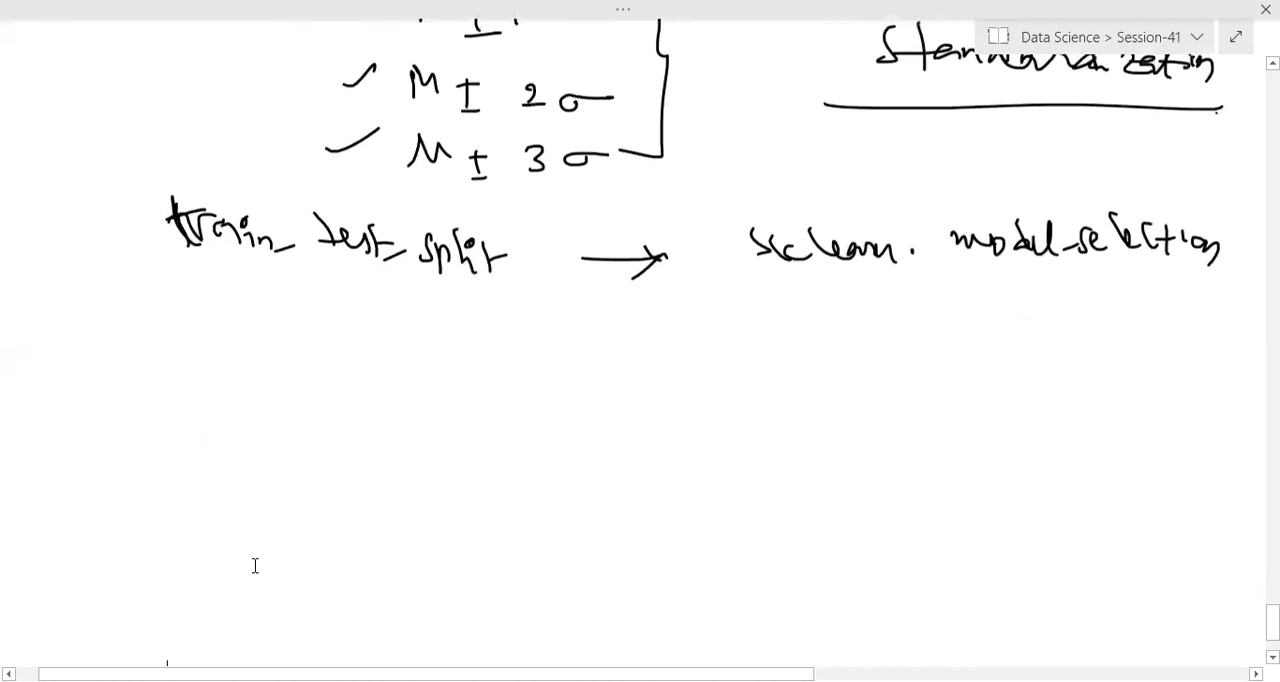 Data Science > Session-41
Standardization
μ ± 2σ
μ ± 3σ
train_test_split → sklearn.model_selection